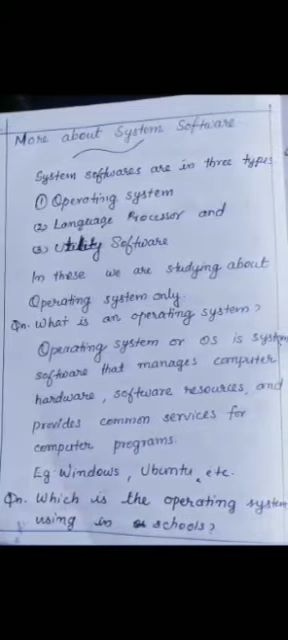 More about System Software
System softwares are in three types.
① Operating system
(2) Language Processor and
(3) Utility Software
In these we are studying about
Operating system only.
Qn. What is an operating system?
Operating system or OS is system
software that manages computer
hardware, software resources, and
provides common services for
computer programs.
Eg: Windows, Ubuntu, etc.
Qn. Which is the operating system
using in schools?